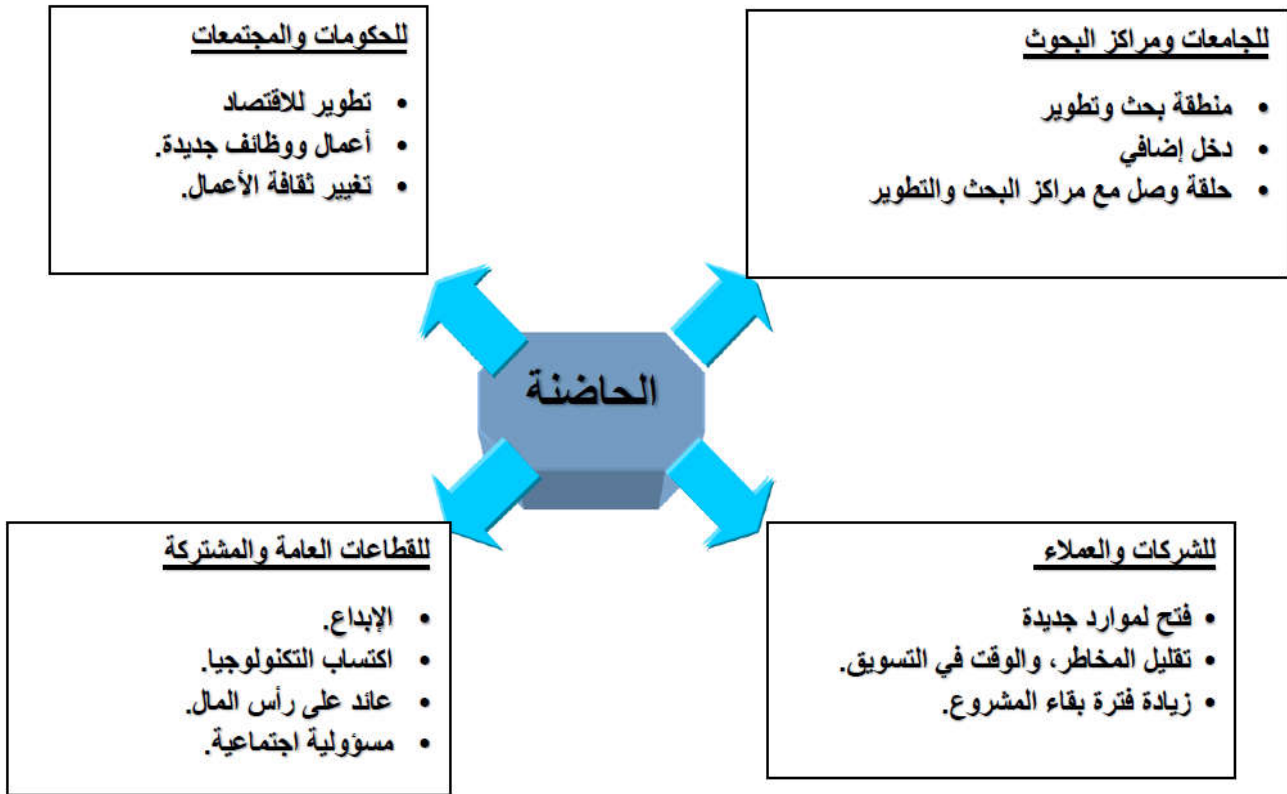 للجامعات ومراكز البحوث
• منطقة بحث وتطوير
• دخل إضافي
• حلقة وصل مع مراكز البحث والتطوير
للحكومات والمجتمعات
• تطوير للاقتصاد
• أعمال ووظائف جديدة.
• تغيير ثقافة الأعمال.
الحاضنة
للشركات والعملاء
• فتح لموارد جديدة
• تقليل المخاطر، والوقت في التسويق.
• زيادة فترة بقاء المشروع.
للقطاعات العامة والمشتركة
• الإبداع.
• اكتساب التكنولوجيا.
• عائد على رأس المال.
• مسؤولية اجتماعية.